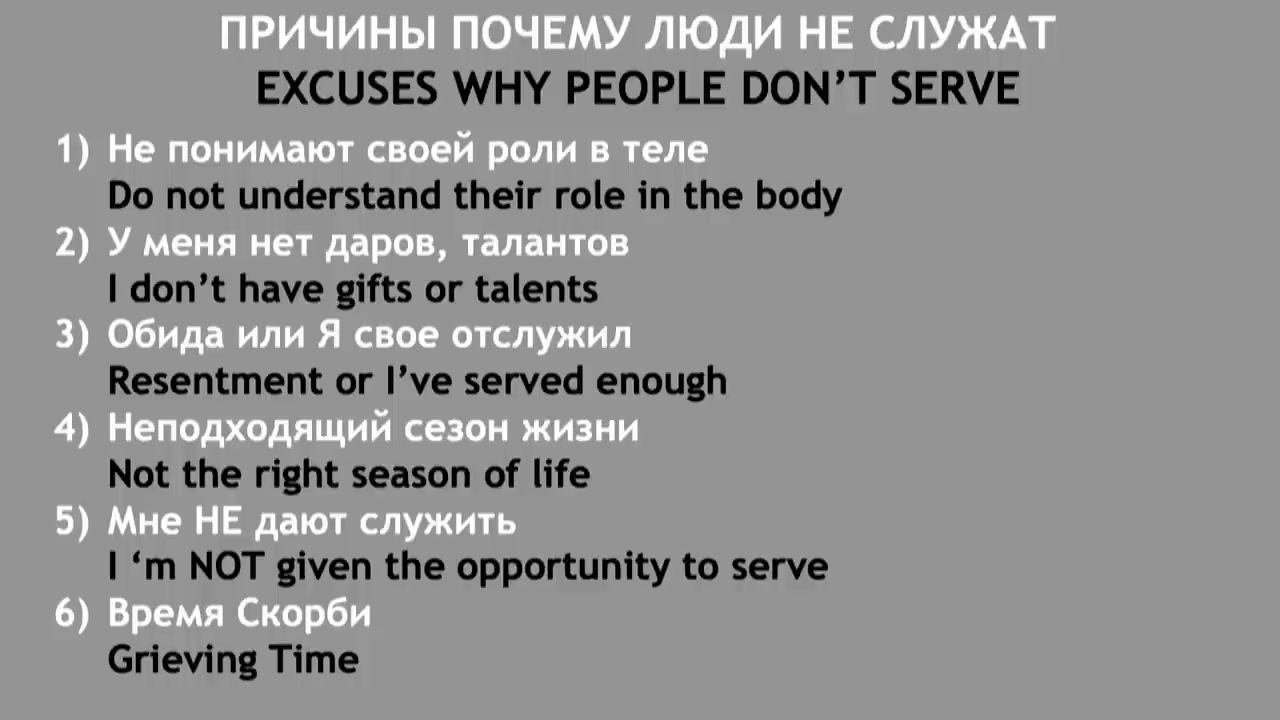 ПРИЧИНЫ ПОЧЕМУ ЛЮДИ НЕ СЛУЖАТ
EXCUSES WHY PEOPLE DON’T SERVE
1) Не понимают своей роли в теле
Do not understand their role in the body
2) У меня нет даров, талантов
I don’t have gifts or talents
3) Обида или Я свое отслужил
Resentment or I’ve served enough
4) Неподходящий сезон жизни
Not the right season of life
5) Мне НЕ дают служить
I ‘m NOT given the opportunity to serve
6) Время Скорби
Grieving Time